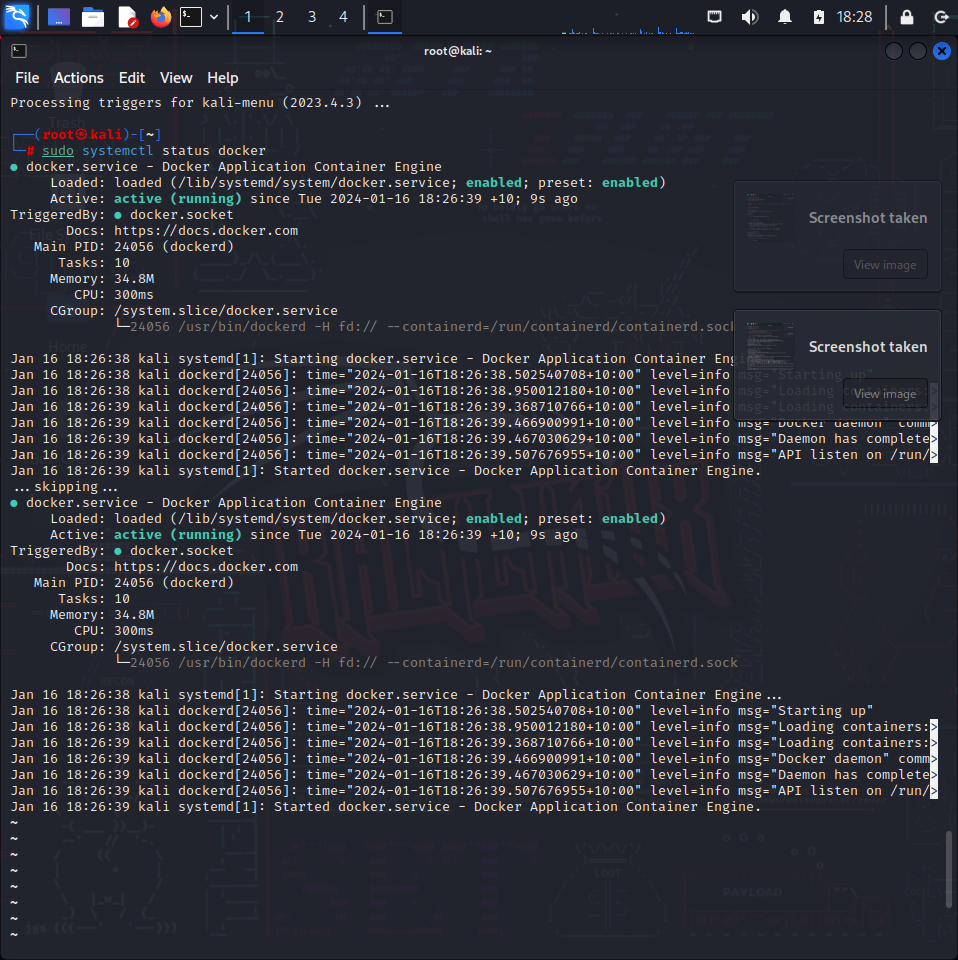 1 2 3 4 18:28
root@kali: ~
File Actions Edit View Help
Processing triggers for kali-menu (2023.4.3) ...
┌──(root㉿kali)-[~]
└─# sudo systemctl status docker
● docker.service - Docker Application Container Engine
Loaded: loaded (/lib/systemd/system/docker.service; enabled; preset: enabled)
Active: active (running) since Tue 2024-01-16 18:26:39 +10; 9s ago
TriggeredBy: ● docker.socket
Docs: https://docs.docker.com
Main PID: 24056 (dockerd)
Tasks: 10
Memory: 34.8M
CPU: 300ms
CGroup: /system.slice/docker.service
└─24056 /usr/bin/dockerd -H fd:// --containerd=/run/containerd/containerd.sock
Screenshot taken
View image
Screenshot taken
View image
Jan 16 18:26:38 kali systemd[1]: Starting docker.service - Docker Application Container Engine...
Jan 16 18:26:38 kali dockerd[24056]: time="2024-01-16T18:26:38.502540708+10:00" level=info msg="Starting up"
Jan 16 18:26:38 kali dockerd[24056]: time="2024-01-16T18:26:38.950012180+10:00" level=info msg="Loading containers:>
Jan 16 18:26:39 kali dockerd[24056]: time="2024-01-16T18:26:39.368710766+10:00" level=info msg="Loading containers:>
Jan 16 18:26:39 kali dockerd[24056]: time="2024-01-16T18:26:39.466900991+10:00" level=info msg="Docker daemon" comm>
Jan 16 18:26:39 kali dockerd[24056]: time="2024-01-16T18:26:39.467030629+10:00" level=info msg="Daemon has complete>
Jan 16 18:26:39 kali dockerd[24056]: time="2024-01-16T18:26:39.507676955+10:00" level=info msg="API listen on /run/>
Jan 16 18:26:39 kali systemd[1]: Started docker.service - Docker Application Container Engine.
...skipping...
● docker.service - Docker Application Container Engine
Loaded: loaded (/lib/systemd/system/docker.service; enabled; preset: enabled)
Active: active (running) since Tue 2024-01-16 18:26:39 +10; 9s ago
TriggeredBy: ● docker.socket
Docs: https://docs.docker.com
Main PID: 24056 (dockerd)
Tasks: 10
Memory: 34.8M
CPU: 300ms
CGroup: /system.slice/docker.service
└─24056 /usr/bin/dockerd -H fd:// --containerd=/run/containerd/containerd.sock
Jan 16 18:26:38 kali systemd[1]: Starting docker.service - Docker Application Container Engine...
Jan 16 18:26:38 kali dockerd[24056]: time="2024-01-16T18:26:38.502540708+10:00" level=info msg="Starting up"
Jan 16 18:26:38 kali dockerd[24056]: time="2024-01-16T18:26:38.950012180+10:00" level=info msg="Loading containers:>
Jan 16 18:26:39 kali dockerd[24056]: time="2024-01-16T18:26:39.368710766+10:00" level=info msg="Loading containers:>
Jan 16 18:26:39 kali dockerd[24056]: time="2024-01-16T18:26:39.466900991+10:00" level=info msg="Docker daemon" comm>
Jan 16 18:26:39 kali dockerd[24056]: time="2024-01-16T18:26:39.467030629+10:00" level=info msg="Daemon has complete>
Jan 16 18:26:39 kali dockerd[24056]: time="2024-01-16T18:26:39.507676955+10:00" level=info msg="API listen on /run/>
Jan 16 18:26:39 kali systemd[1]: Started docker.service - Docker Application Container Engine.
~
~
~
~
~
~
~
~
Trash
Home
RECON
LOOT
PAYLOAD